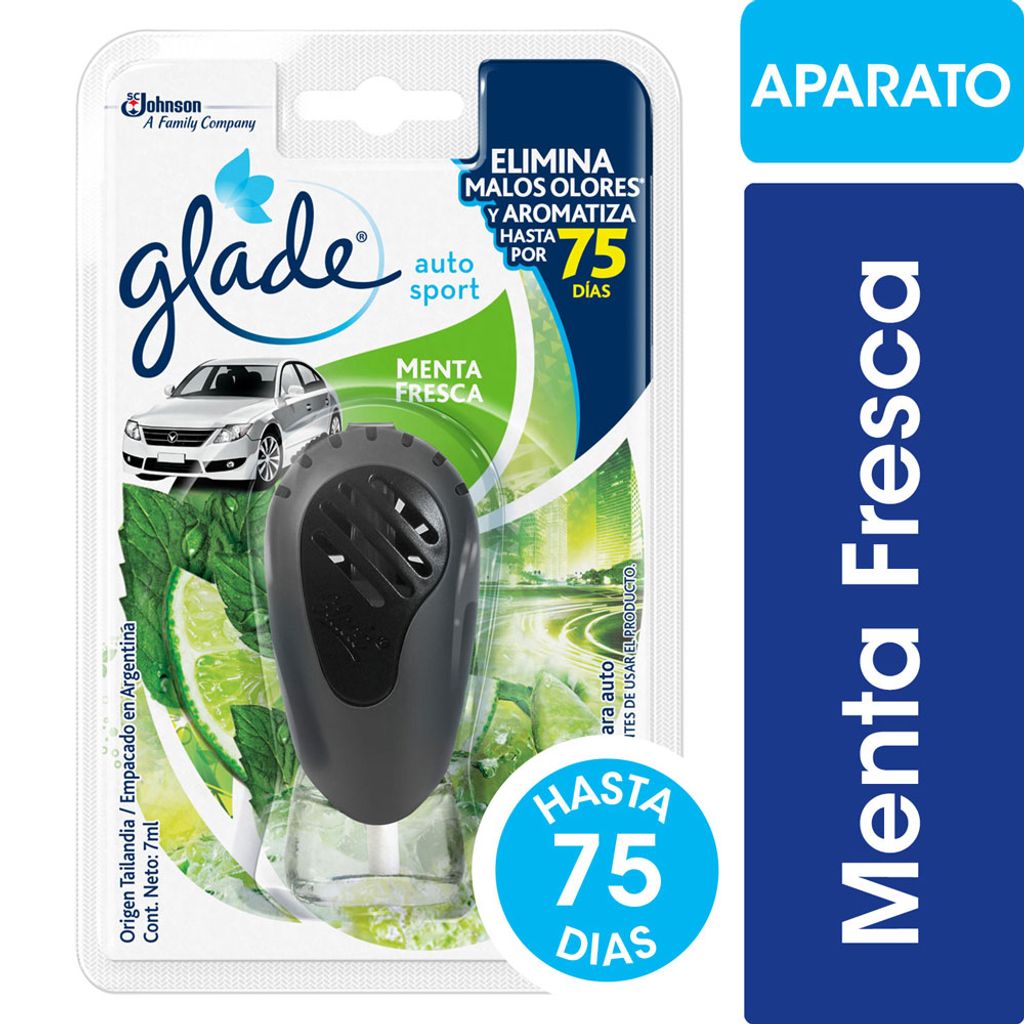 SC Johnson
A Family Company
glade®
auto
sport
ELIMINA
MALOS OLORES*
Y AROMATIZA
HASTA
POR 75
DÍAS
MENTA
FRESCA
Origen Tailandia / Empacado en Argentina
Cont. Neto: 7ml
ara auto
NTES DE USAR EL PRODUCTO.
HASTA
75
DIAS
APARATO
Menta Fresca